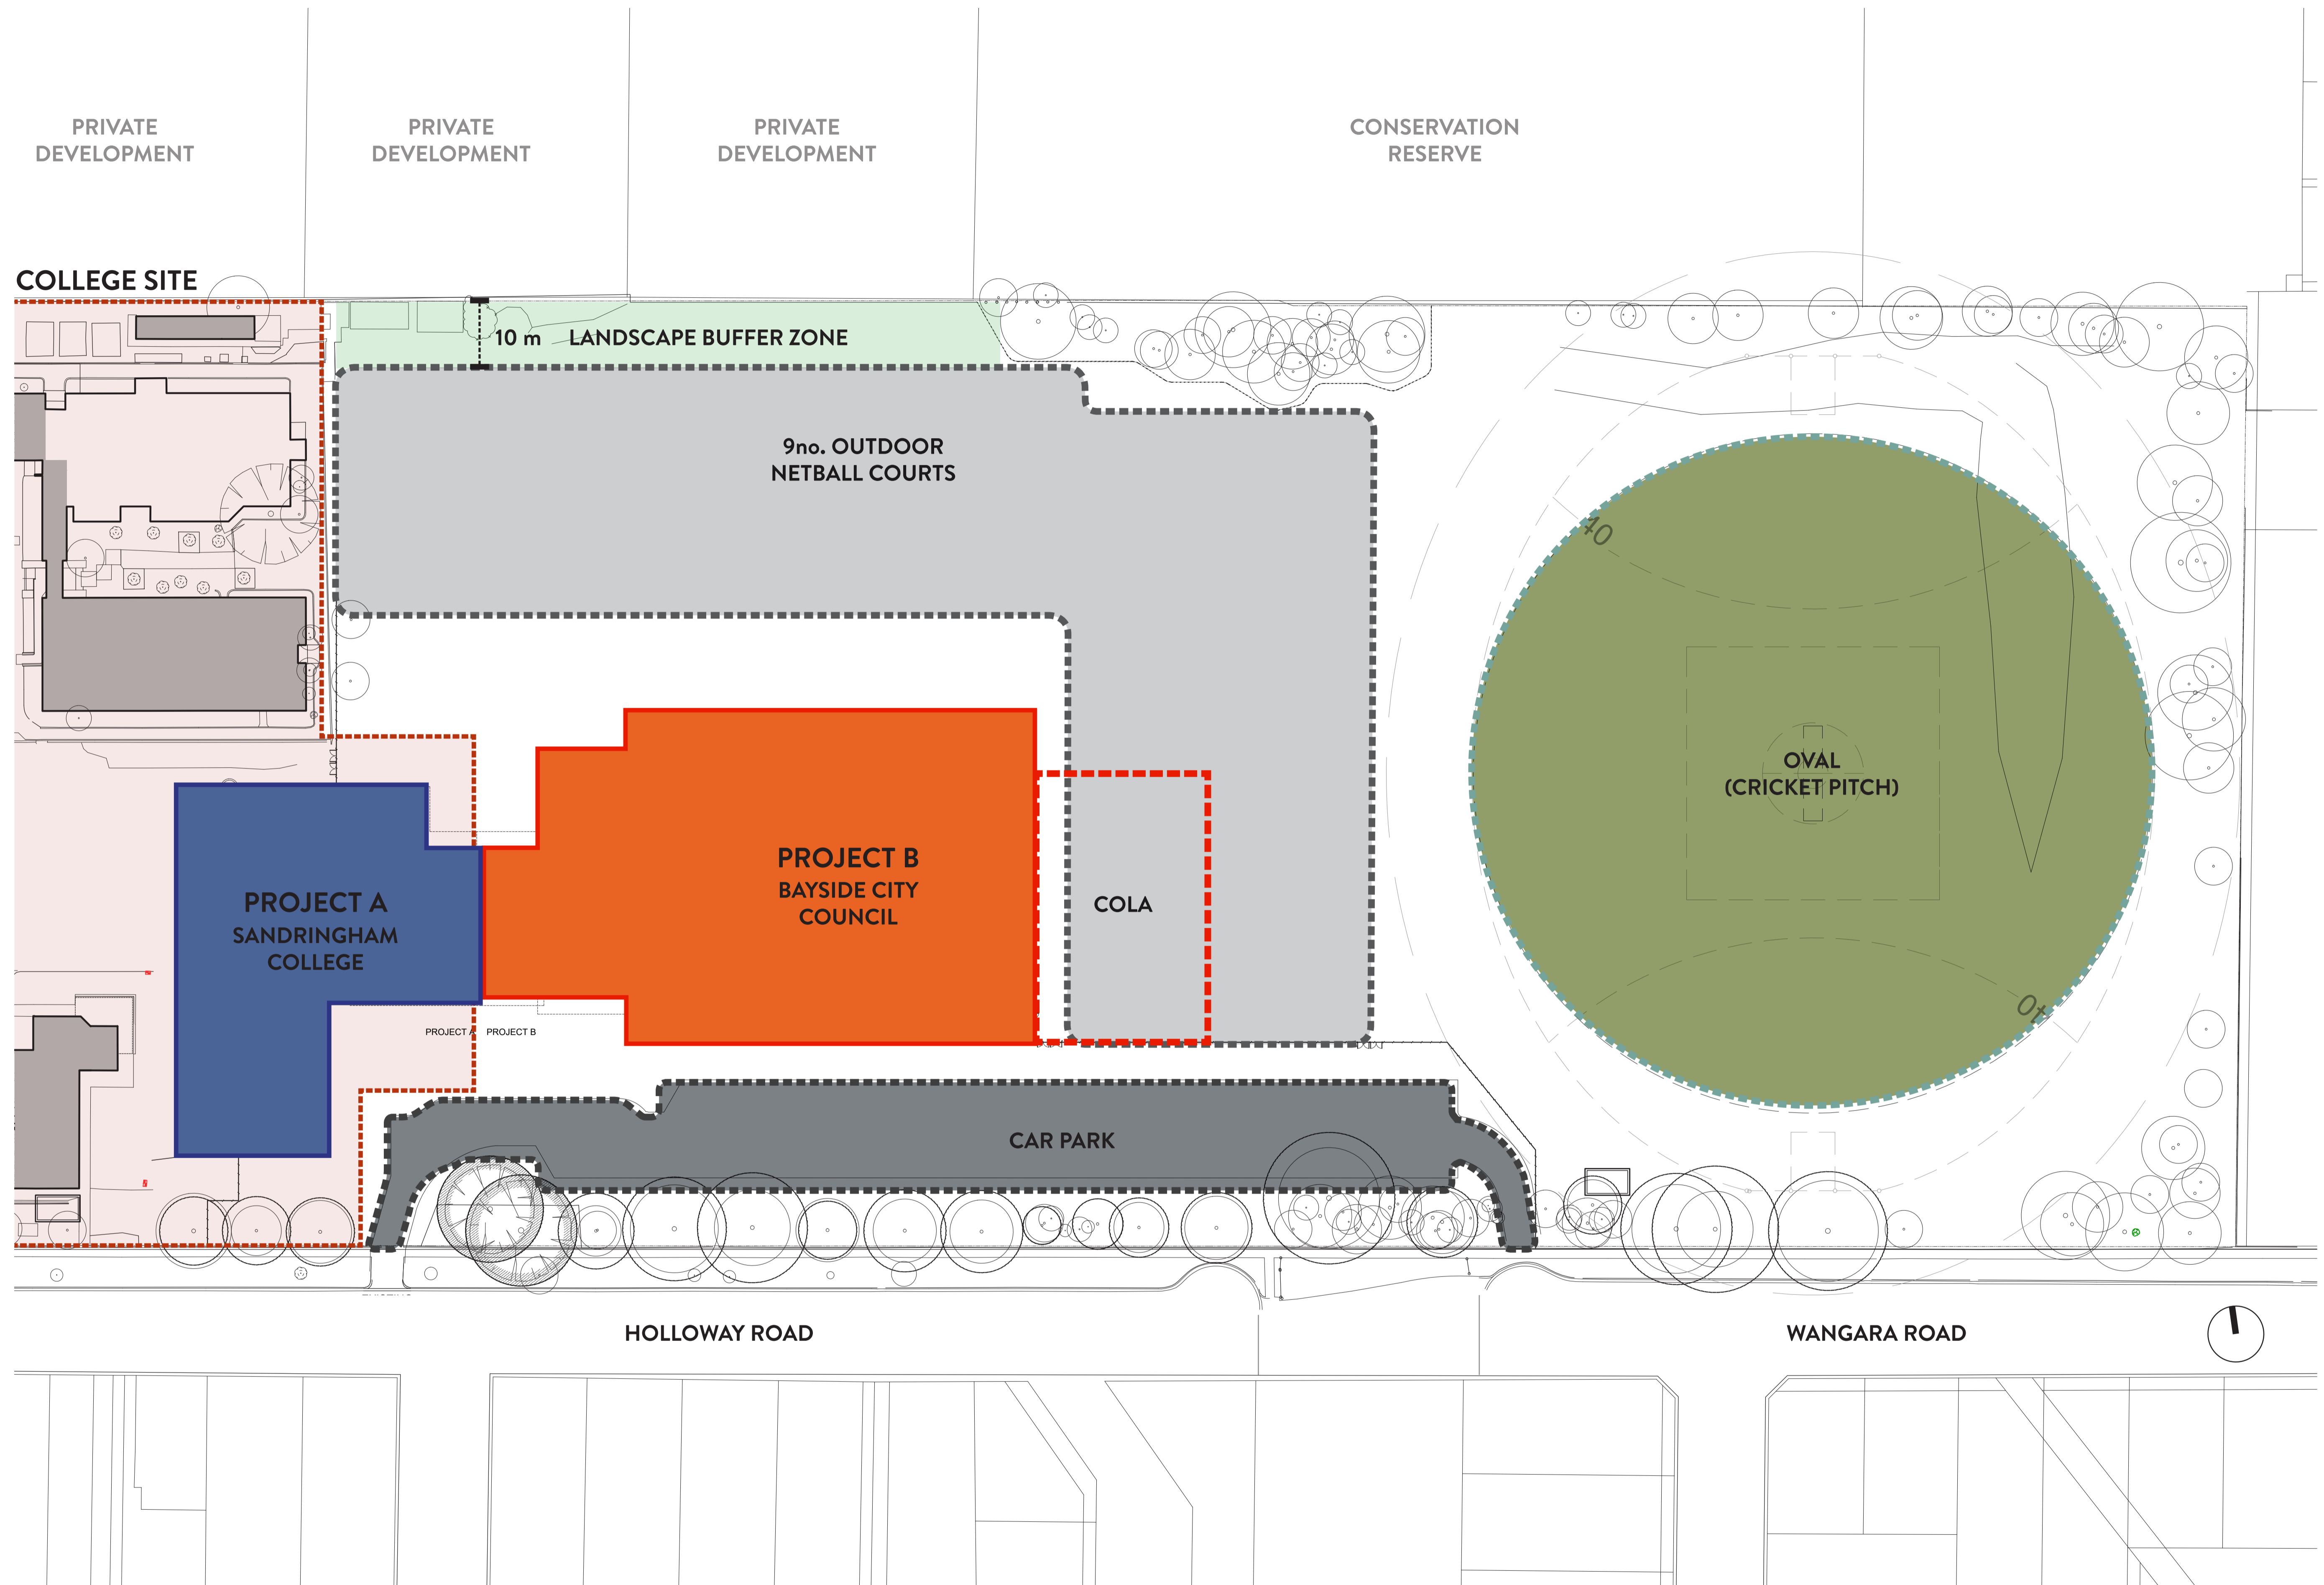 PRIVATE
DEVELOPMENT
PRIVATE
DEVELOPMENT
PRIVATE
DEVELOPMENT
CONSERVATION
RESERVE
COLLEGE SITE
10 m
LANDSCAPE BUFFER ZONE
9no. OUTDOOR
NETBALL COURTS
40
OVAL
(CRICKET PITCH)
40
PROJECT A
SANDRINGHAM
COLLEGE
PROJECT B
BAYSIDE CITY
COUNCIL
COLA
PROJECT A
PROJECT B
CAR PARK
HOLLOWAY ROAD
WANGARA ROAD